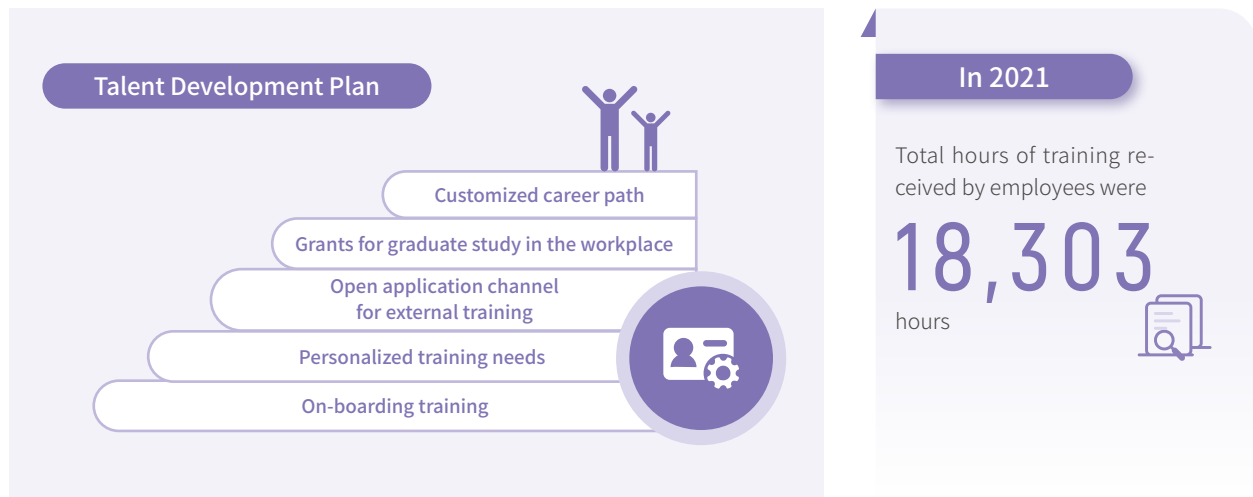 Talent Development Plan
Customized career path
Grants for graduate study in the workplace
Open application channel
for external training
Personalized training needs
On-boarding training
In 2021
Total hours of training re-
ceived by employees were
18,303
hours